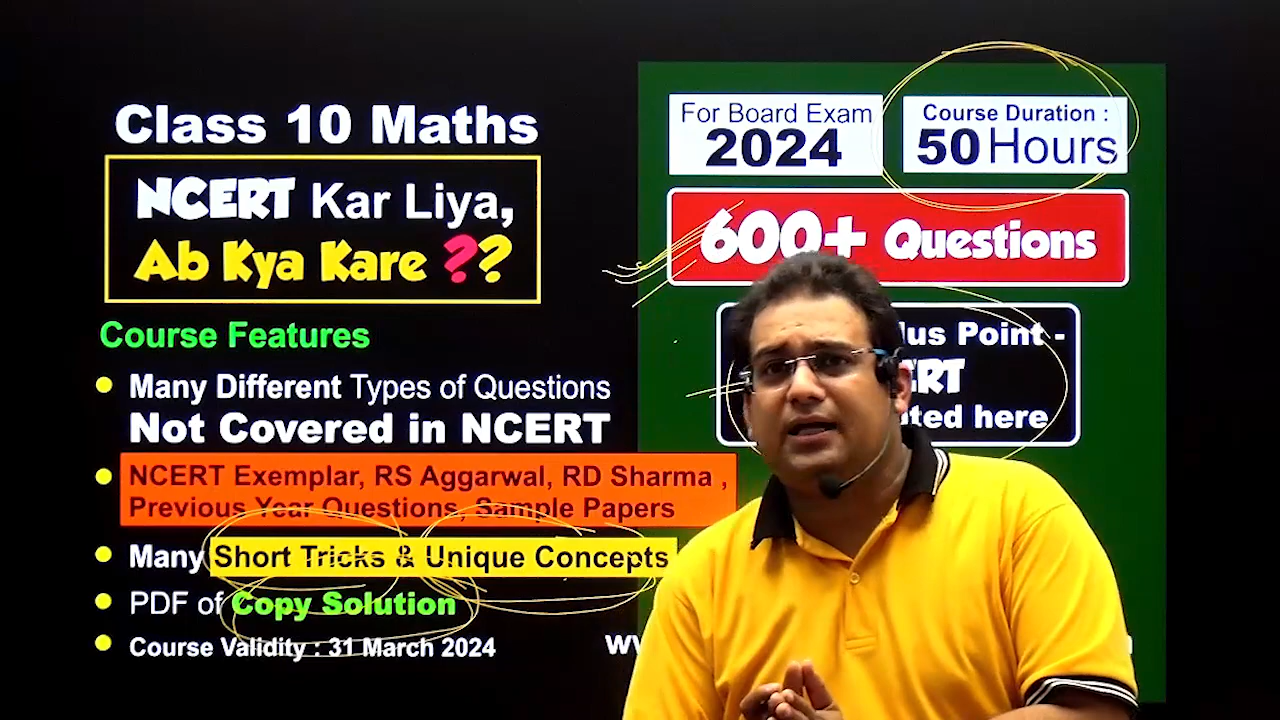 Class 10 Maths
NCERT Kar Liya,
Ab Kya Kare ??
Course Features
Many Different Types of Questions
Not Covered in NCERT
NCERT Exemplar, RS Aggarwal, RD Sharma ,
Previous Year Questions, Sample Papers
Many Short Tricks & Unique Concepts
PDF of Copy Solution
Course Validity : 31 March 2024
For Board Exam
2024
Course Duration :
50 Hours
600+ Questions
Point -
here